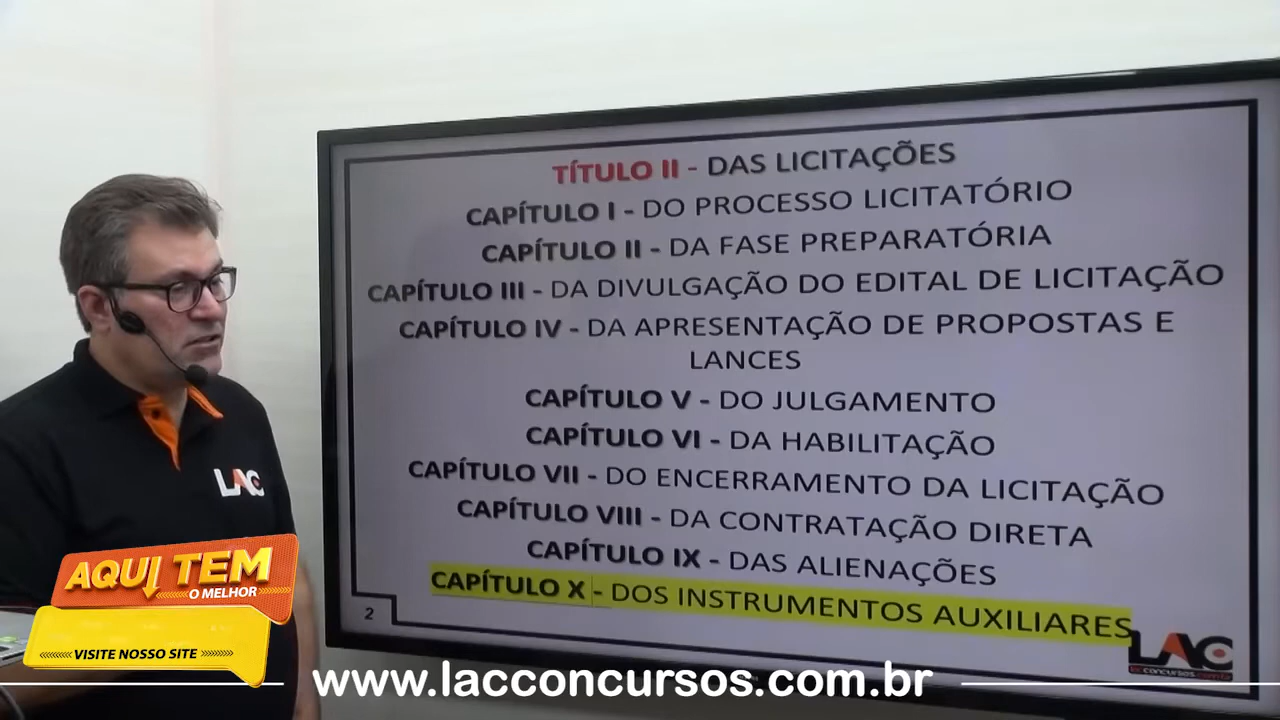 TÍTULO II - DAS LICITAÇÕES
CAPÍTULO I - DO PROCESSO LICITATÓRIO
CAPÍTULO II - DA FASE PREPARATÓRIA
CAPÍTULO III - DA DIVULGAÇÃO DO EDITAL DE LICITAÇÃO
CAPÍTULO IV - DA APRESENTAÇÃO DE PROPOSTAS E
LANCES
CAPÍTULO V - DO JULGAMENTO
CAPÍTULO VI - DA HABILITAÇÃO
CAPÍTULO VII - DO ENCERRAMENTO DA LICITAÇÃO
CAPÍTULO VIII - DA CONTRATAÇÃO DIRETA
CAPÍTULO IX - DAS ALIENAÇÕES
CAPÍTULO X - DOS INSTRUMENTOS AUXILIARES
2
LAC
lacconcursos.com.br
LAC
AQUI TEM
O MELHOR
VISITE NOSSO SITE
www.lacconcursos.com.br